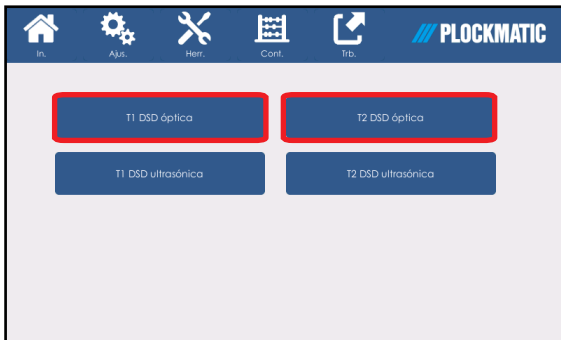 In.
Ajus.
Herr.
Cont.
Trb.
PLOCKMATIC
T1 DSD óptica
T2 DSD óptica
T1 DSD ultrasónica
T2 DSD ultrasónica